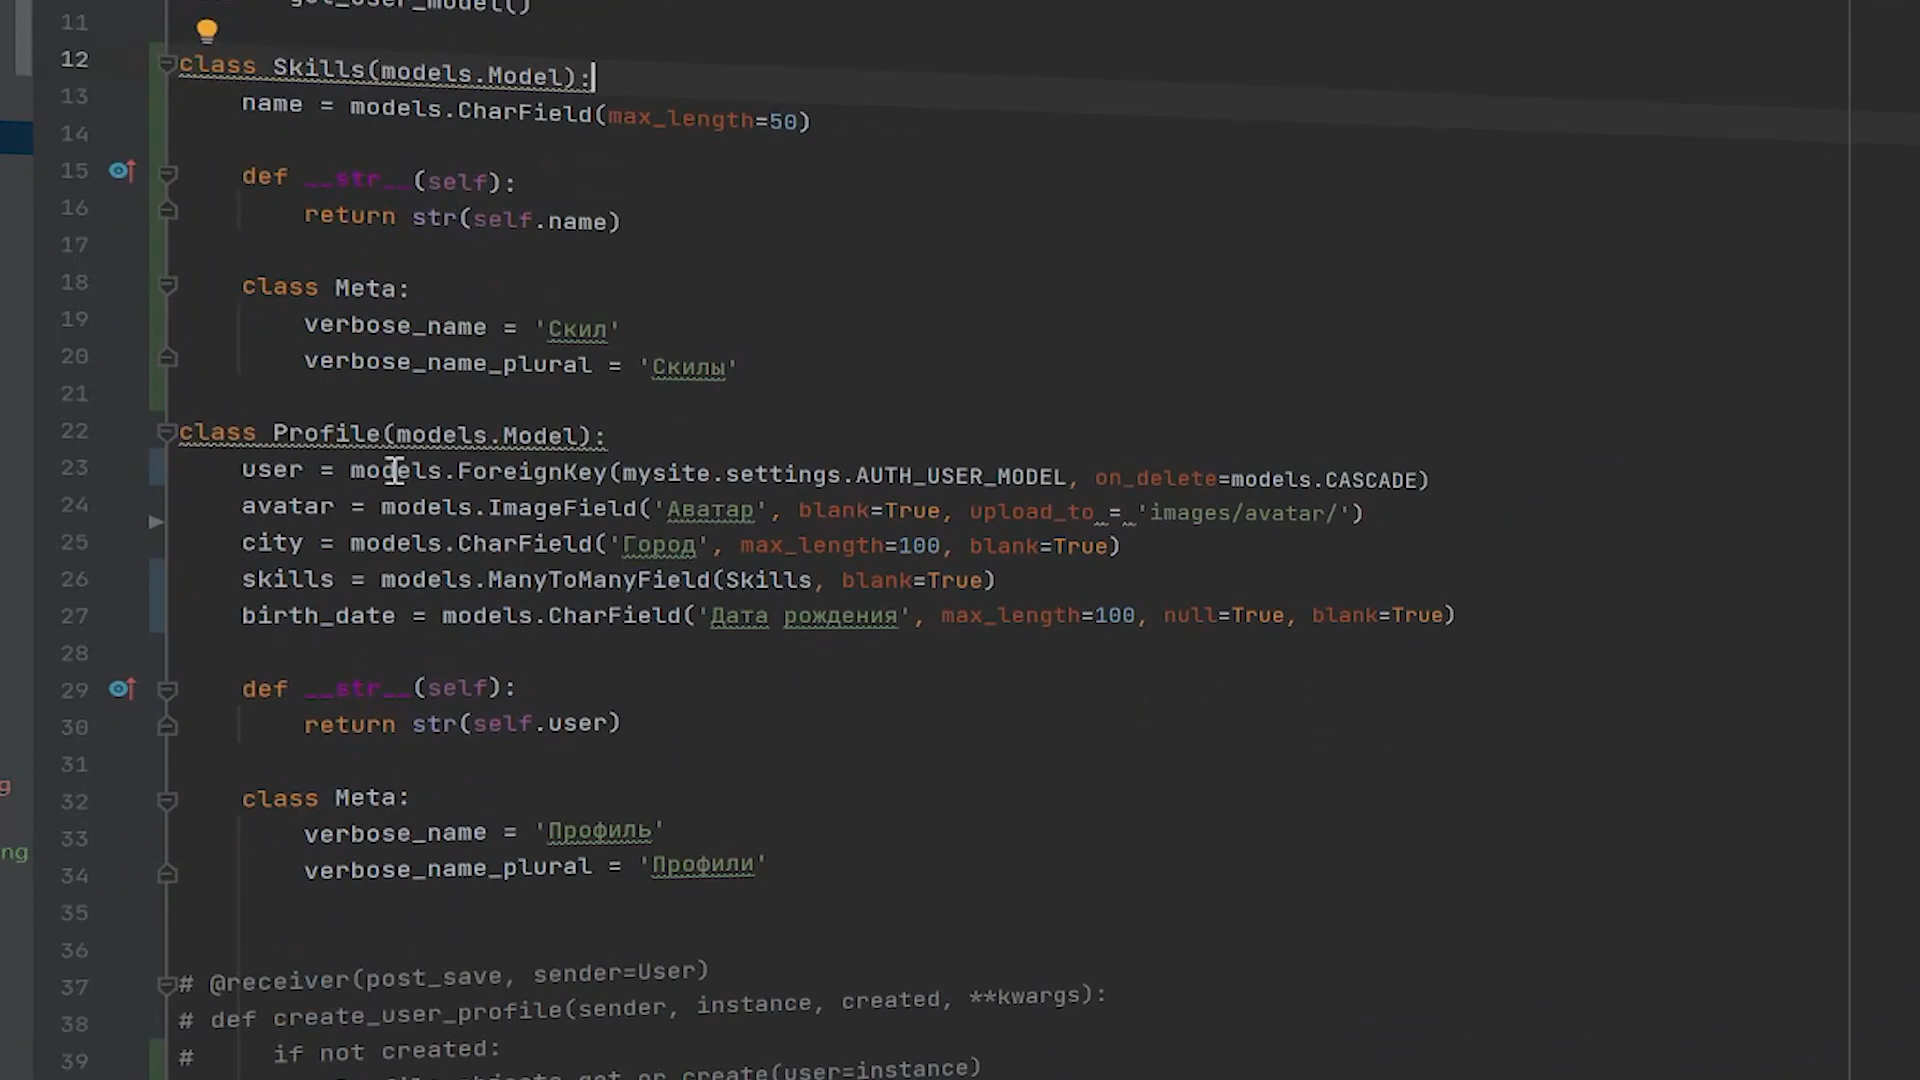 11 get_user_model()
12 class Skills(models.Model):
13 name = models.CharField(max_length=50)
14
15 def __str__(self):
16 return str(self.name)
17
18 class Meta:
19 verbose_name = 'Скил'
20 verbose_name_plural = 'Скилы'
21
22 class Profile(models.Model):
23 user = models.ForeignKey(mysite.settings.AUTH_USER_MODEL, on_delete=models.CASCADE)
24 avatar = models.ImageField('Аватар', blank=True, upload_to = 'images/avatar/')
25 city = models.CharField('Город', max_length=100, blank=True)
26 skills = models.ManyToManyField(Skills, blank=True)
27 birth_date = models.CharField('Дата рождения', max_length=100, null=True, blank=True)
28
29 def __str__(self):
30 return str(self.user)
31
32 class Meta:
33 verbose_name = 'Профиль'
34 verbose_name_plural = 'Профили'
35
36
37 # @receiver(post_save, sender=User)
38 # def create_user_profile(sender, instance, created, **kwargs):
39 # if not created:
create(user=instance)
g
ng